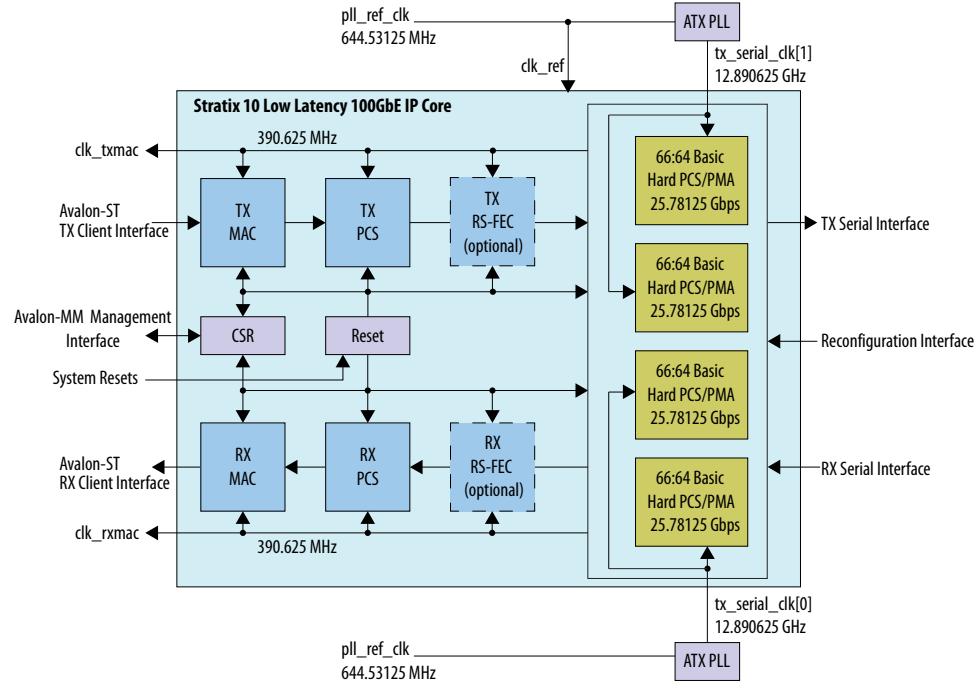 pll_ref_clk
644.53125 MHz
ATX PLL
clk_ref
tx_serial_clk[1]
12.890625 GHz
Stratix 10 Low Latency 100GbE IP Core
390.625 MHz
clk_txmac
66:64 Basic
Hard PCS/PMA
25.78125 Gbps
Avalon-ST
TX Client Interface
TX
MAC
TX
PCS
TX
RS-FEC
(optional)
TX Serial Interface
66:64 Basic
Hard PCS/PMA
25.78125 Gbps
Avalon-MM Management
Interface
CSR
Reset
Reconfiguration Interface
System Resets
66:64 Basic
Hard PCS/PMA
25.78125 Gbps
Avalon-ST
RX Client Interface
RX
MAC
RX
PCS
RX
RS-FEC
(optional)
RX Serial Interface
66:64 Basic
Hard PCS/PMA
25.78125 Gbps
clk_rxmac
390.625 MHz
tx_serial_clk[0]
12.890625 GHz
pll_ref_clk
644.53125 MHz
ATX PLL